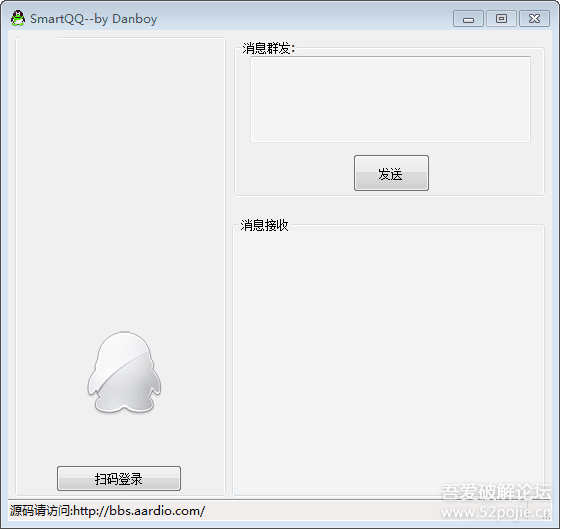 SmartQQ--by Danboy
消息群发:
发送
消息接收
扫码登录
源码请访问:http://bbs.aardio.com/
吾爱破解论坛
www.52pojie.cn